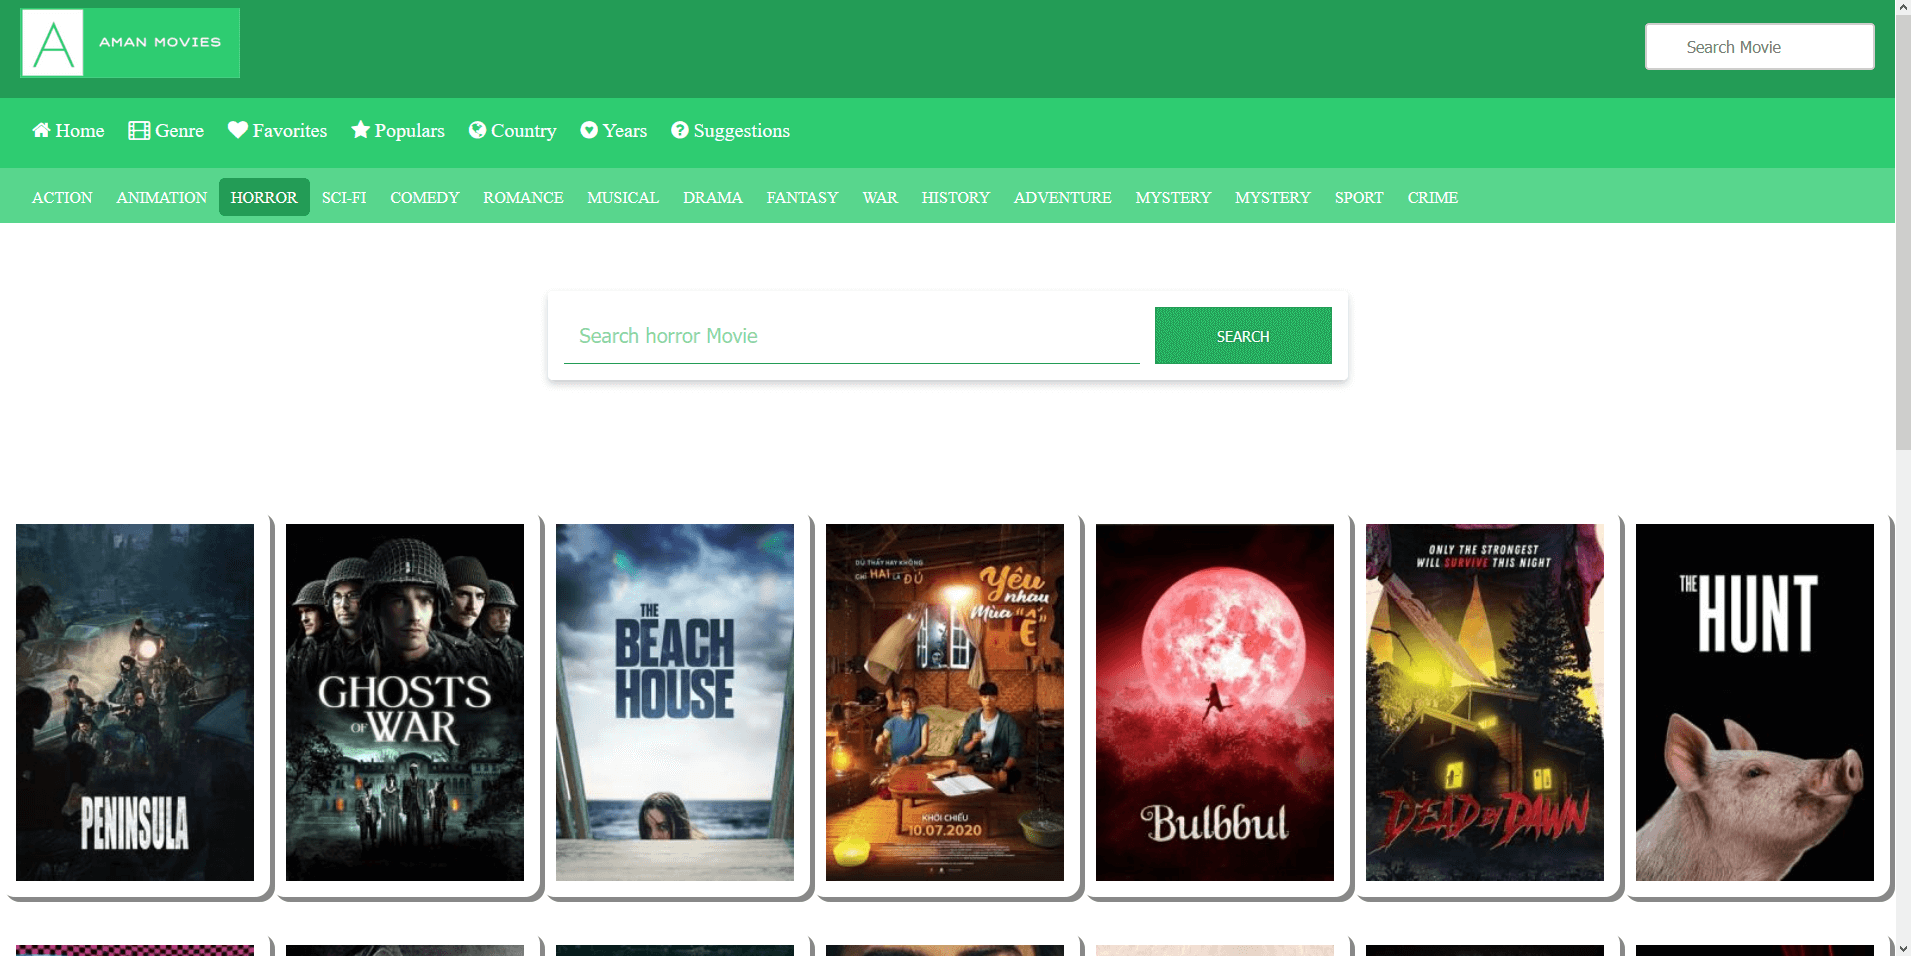 A
AMAN MOVIES
Search Movie
Home Genre Favorites Populars Country Years Suggestions
ACTION ANIMATION HORROR SCI-FI COMEDY ROMANCE MUSICAL DRAMA FANTASY WAR HISTORY ADVENTURE MYSTERY MYSTERY SPORT CRIME
Search horror Movie
SEARCH
PENINSULA
GHOSTS
OF WAR
THE
BEACH
HOUSE
DÙ THẤY HAY KHÔNG
CHỈ HAI LÀ ĐỦ
Yêu
nhau
Mùa "Ế"
KHỞI CHIẾU
10.07.2020
Bulbbul
ONLY THE STRONGEST
WILL SURVIVE THIS NIGHT
DEAD BY DAWN
THE HUNT